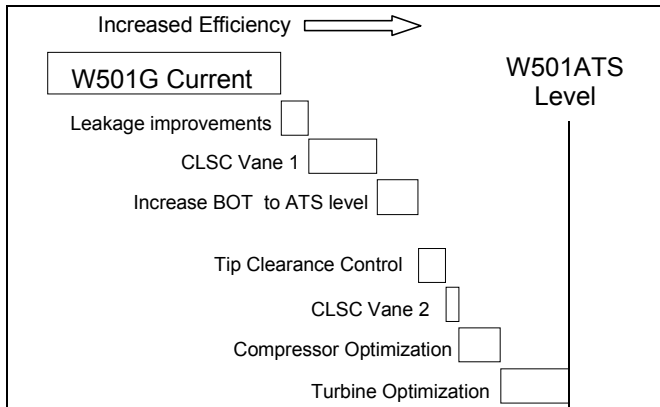 Increased Efficiency
W501G Current
W501ATS
Level
Leakage improvements
CLSC Vane 1
Increase BOT to ATS level
Tip Clearance Control
CLSC Vane 2
Compressor Optimization
Turbine Optimization